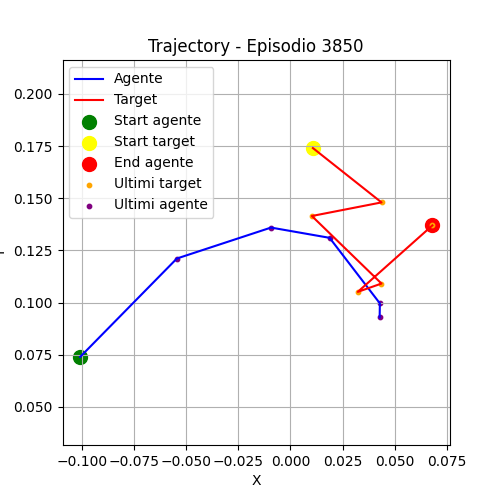 Trajectory - Episodio 3850
Agente
Target
Start agente
Start target
End agente
Ultimi target
Ultimi agente
0.200
0.175
0.150
0.125
0.100
0.075
0.050
−0.100 −0.075 −0.050 −0.025 0.000 0.025 0.050 0.075
X